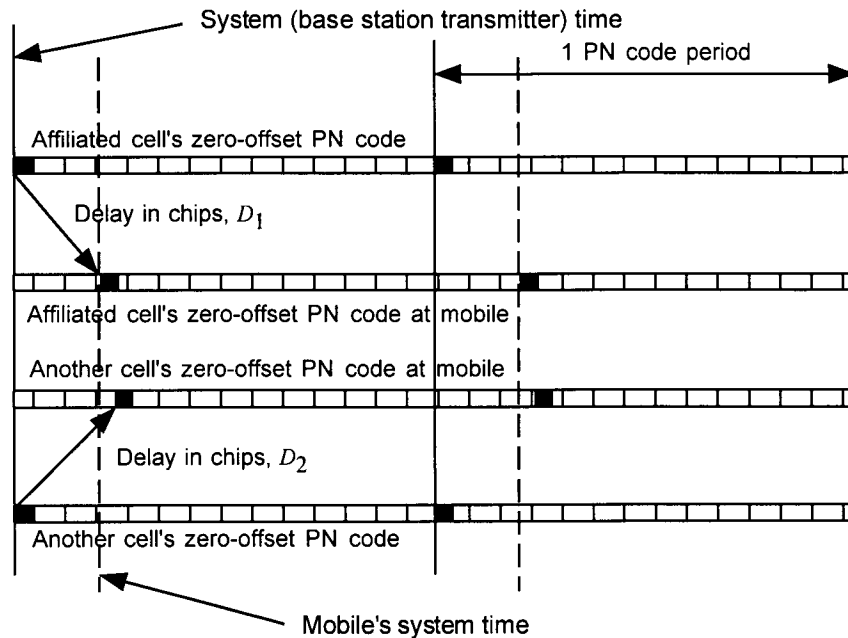 System (base station transmitter) time
1 PN code period
Affiliated cell's zero-offset PN code
Delay in chips, D1
Affiliated cell's zero-offset PN code at mobile
Another cell's zero-offset PN code at mobile
Delay in chips, D2
Another cell's zero-offset PN code
Mobile's system time